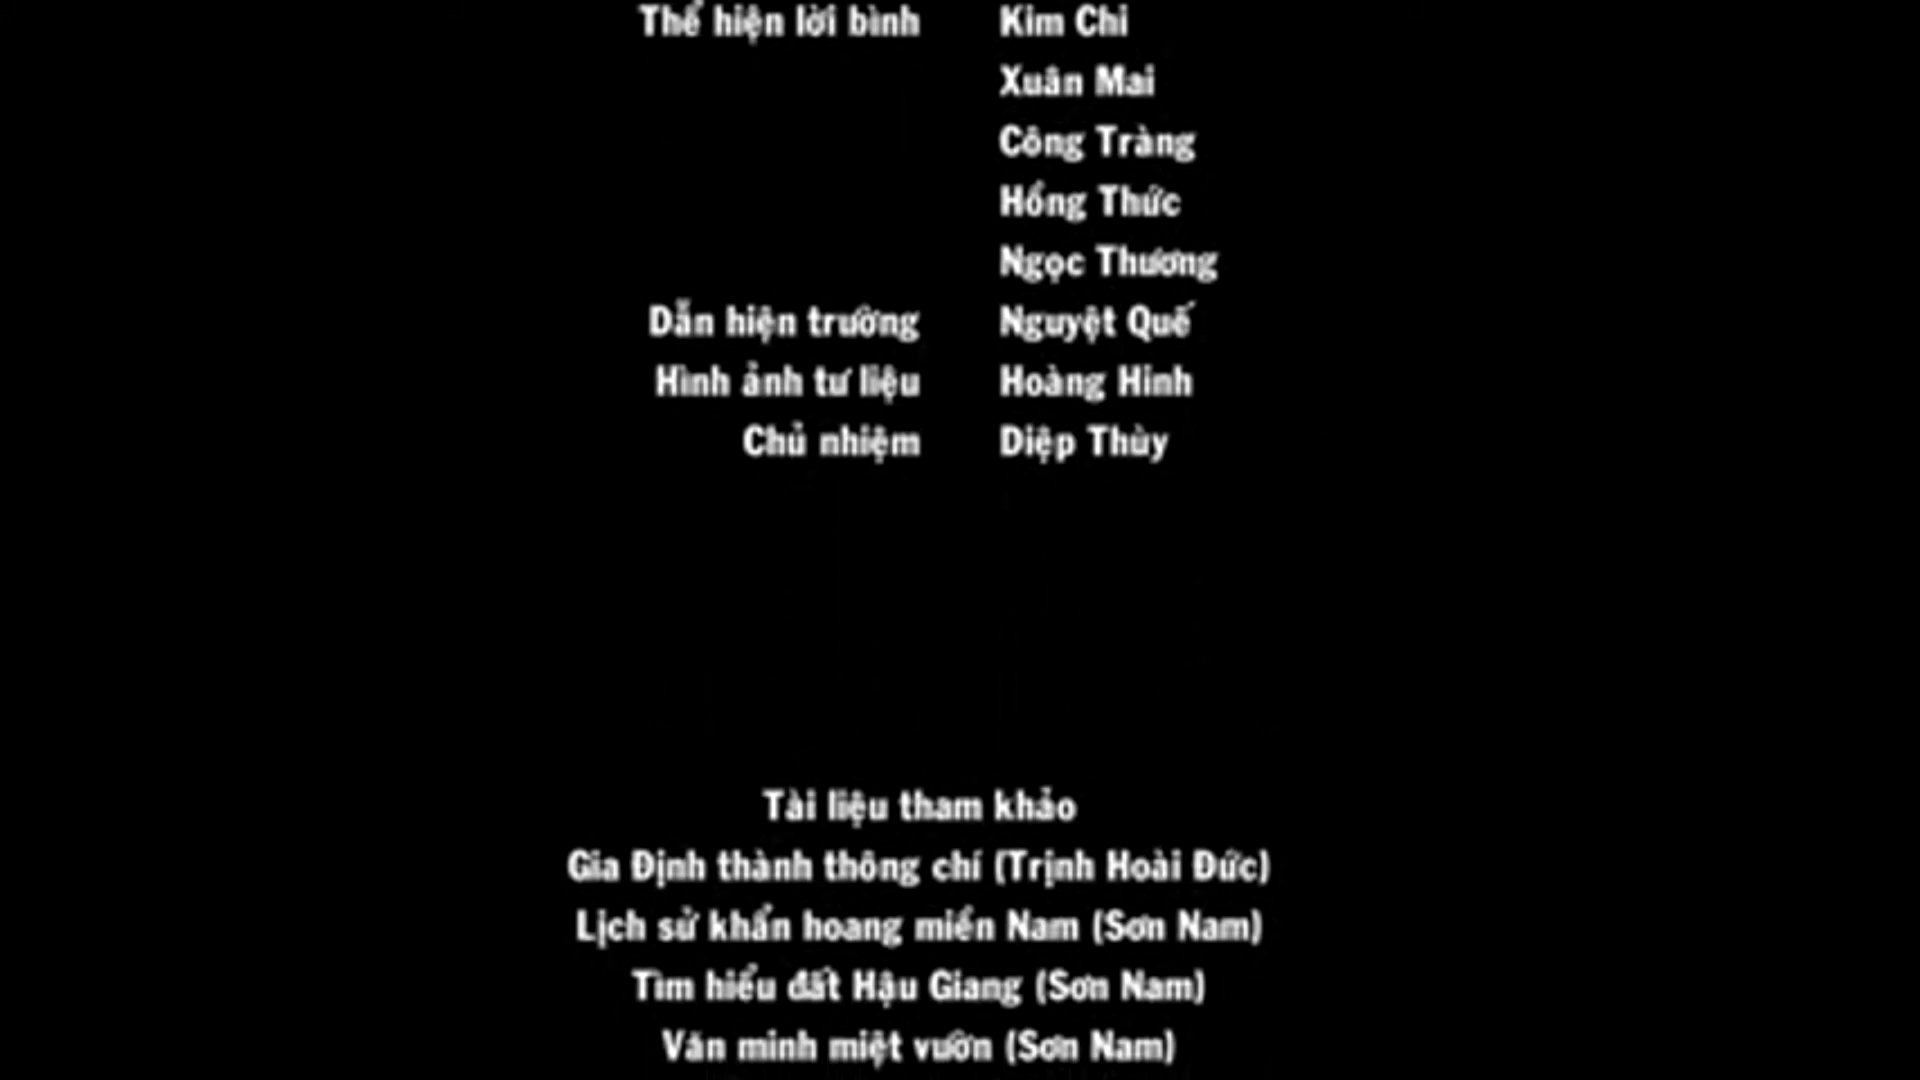 Thể hiện lời bình Kim Chi
Xuân Mai
Công Tràng
Hồng Thức
Ngọc Thương
Dẫn hiện trường Nguyệt Quế
Hình ảnh tư liệu Hoàng Hinh
Chủ nhiệm Diệp Thùy
Tài liệu tham khảo
Gia Định thành thông chí (Trịnh Hoài Đức)
Lịch sử khẩn hoang miền Nam (Sơn Nam)
Tìm hiểu đất Hậu Giang (Sơn Nam)
Văn minh miệt vườn (Sơn Nam)